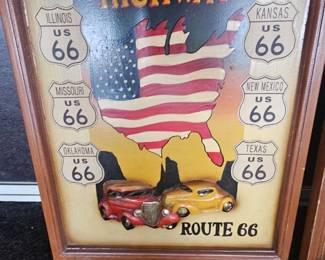 HIGHWAY
ILLINOIS
US
66
KANSAS
66
MISSOURI
US
66
NEW MEXICO
US
66
OKLAHOMA
US
66
TEXAS
US
66
ROUTE 66